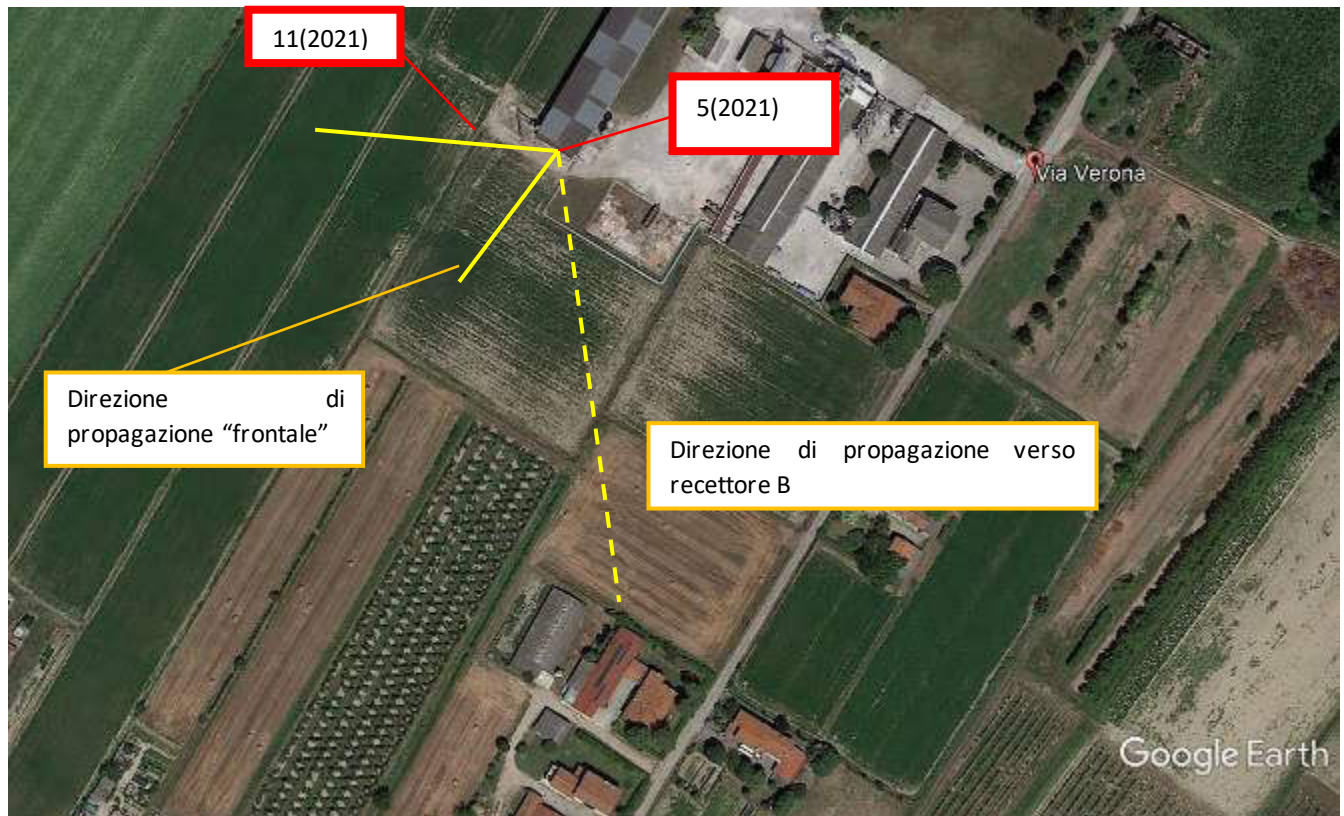 11(2021)
5(2021)
Via Verona
Direzione di
propagazione “frontale”
Direzione di propagazione verso
recettore B
Google Earth